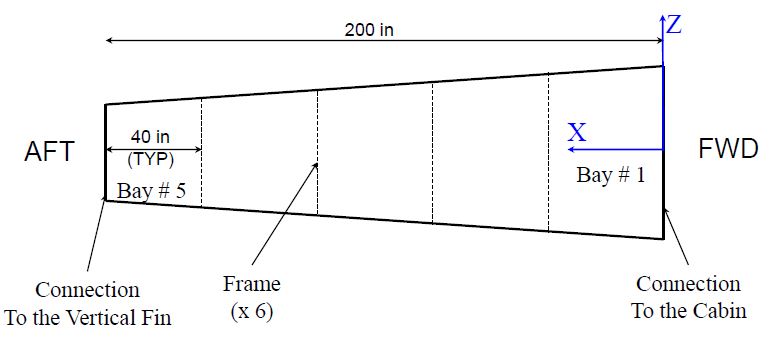 200 in
Z
AFT
40 in
(TYP)
X
FWD
Bay # 5
Bay # 1
Connection
To the Vertical Fin
Frame
(x 6)
Connection
To the Cabin